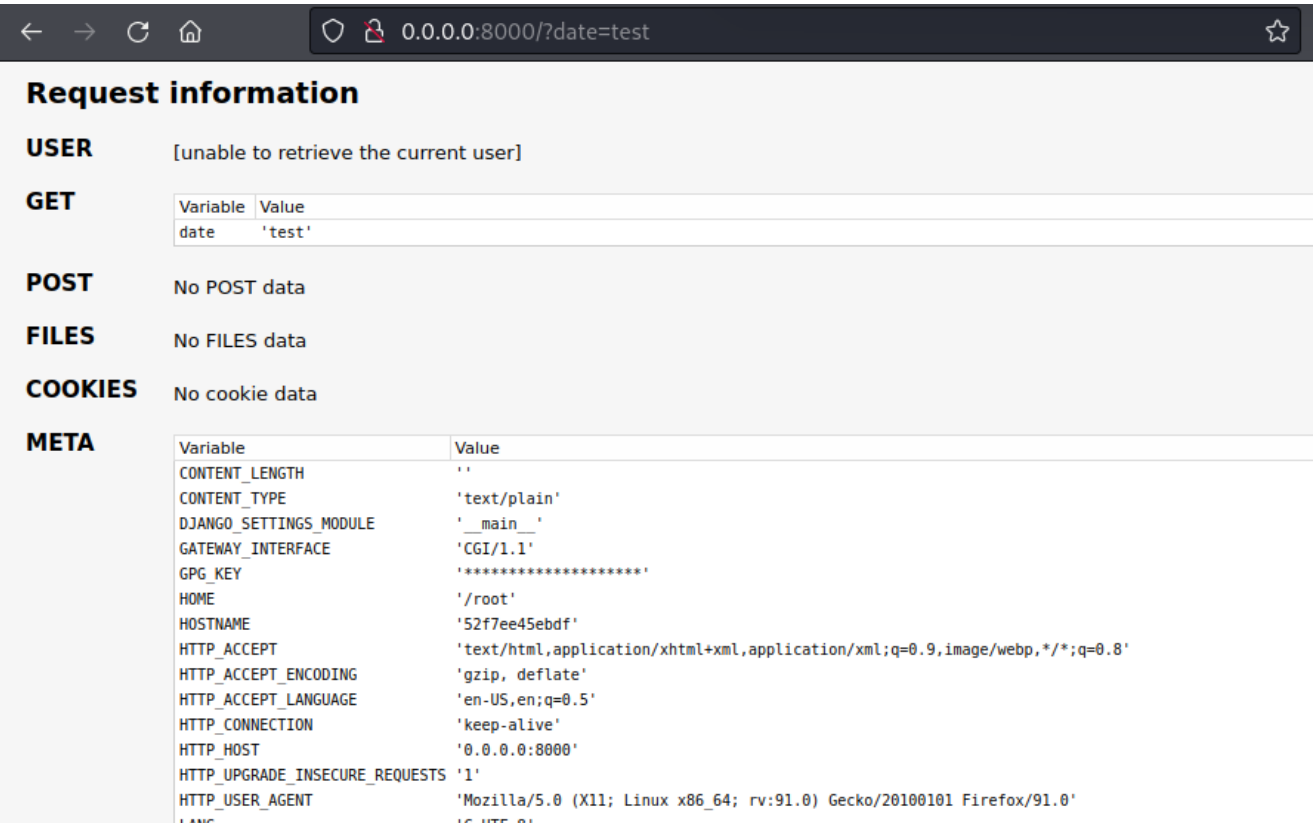 0.0.0.0:8000/?date=test
Request information
USER [unable to retrieve the current user]
GET
Variable Value
date 'test'
POST No POST data
FILES No FILES data
COOKIES No cookie data
META
Variable Value
CONTENT_LENGTH ''
CONTENT_TYPE 'text/plain'
DJANGO_SETTINGS_MODULE '__main__'
GATEWAY_INTERFACE 'CGI/1.1'
GPG_KEY '********************'
HOME '/root'
HOSTNAME '52f7ee45ebdf'
HTTP_ACCEPT 'text/html,application/xhtml+xml,application/xml;q=0.9,image/webp,*/*;q=0.8'
HTTP_ACCEPT_ENCODING 'gzip, deflate'
HTTP_ACCEPT_LANGUAGE 'en-US,en;q=0.5'
HTTP_CONNECTION 'keep-alive'
HTTP_HOST '0.0.0.0:8000'
HTTP_UPGRADE_INSECURE_REQUESTS '1'
HTTP_USER_AGENT 'Mozilla/5.0 (X11; Linux x86_64; rv:91.0) Gecko/20100101 Firefox/91.0'